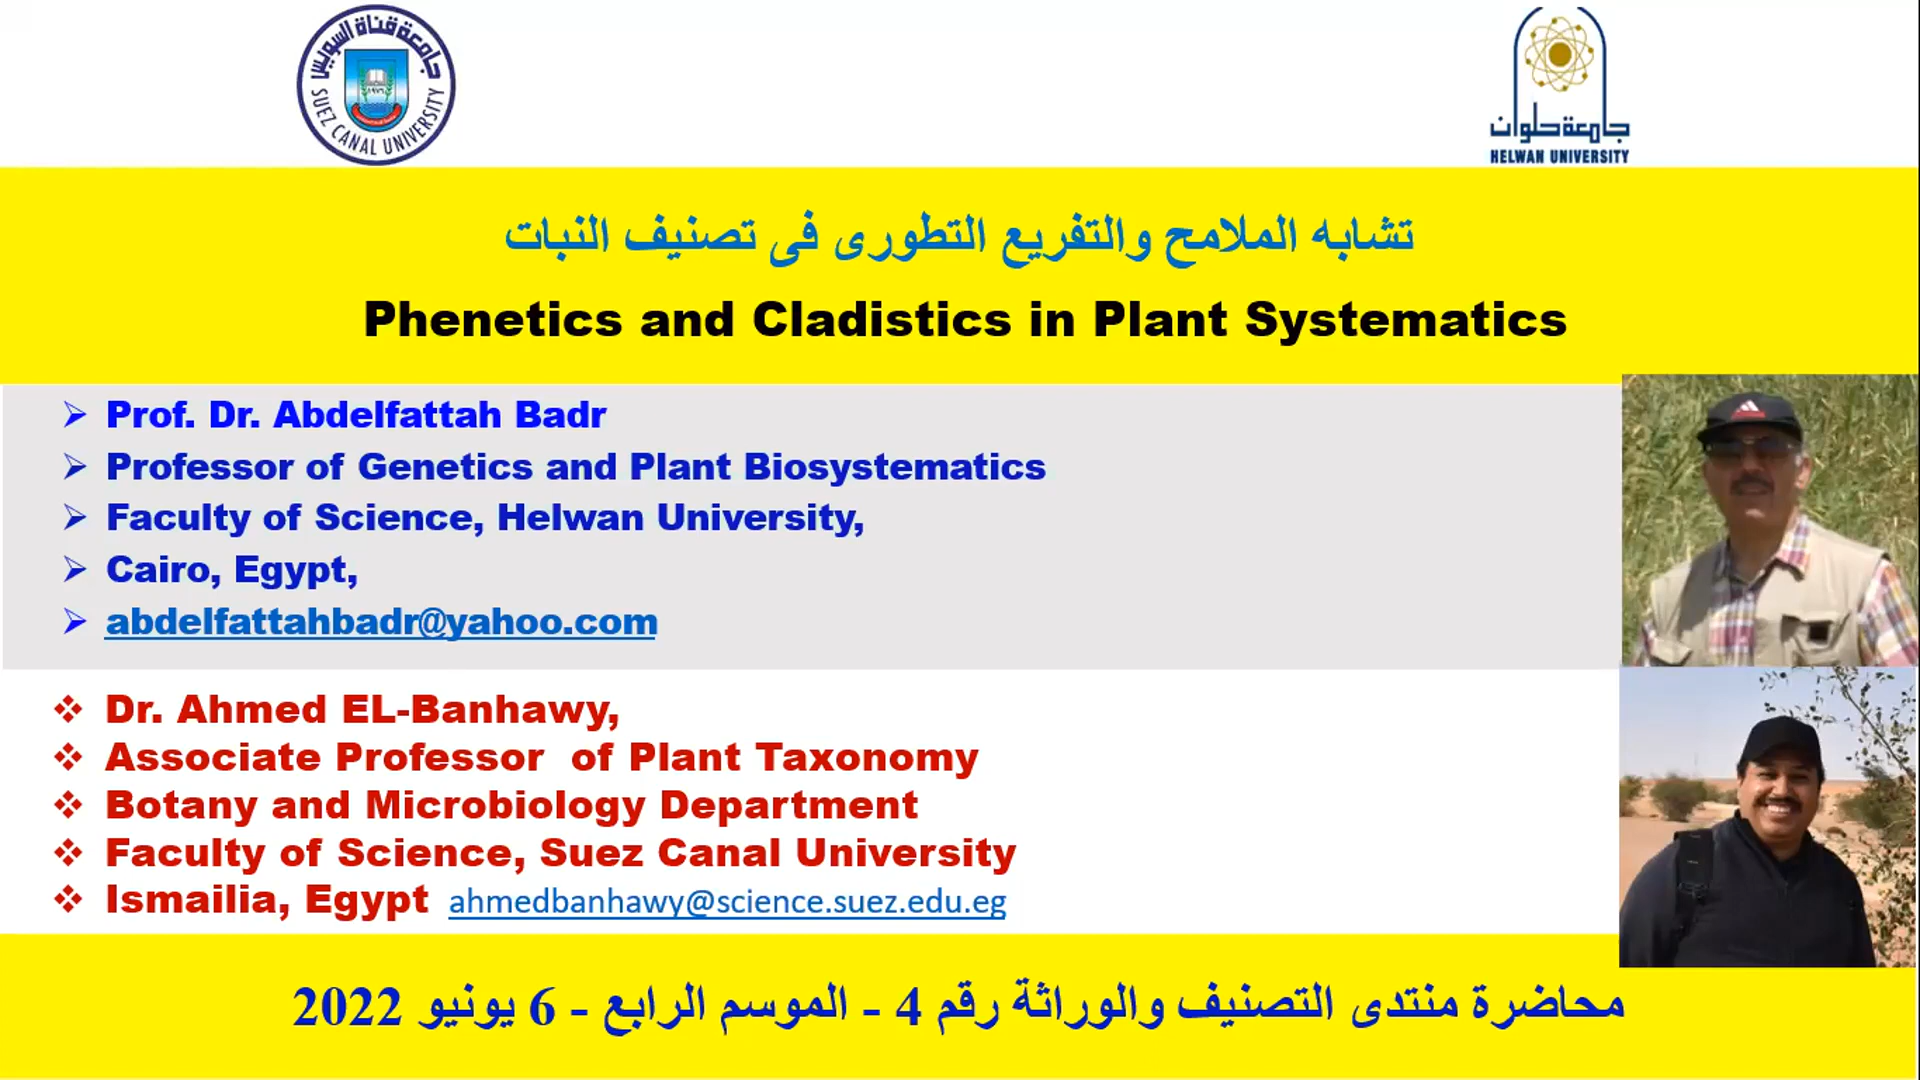 جامعة قناة السويس
١٩٧٦
SUEZ CANAL UNIVERSITY
جامعة حلوان
HELWAN UNIVERSITY
تشابه الملامح والتفريع التطورى فى تصنيف النبات
Phenetics and Cladistics in Plant Systematics
Prof. Dr. Abdelfattah Badr
Professor of Genetics and Plant Biosystematics
Faculty of Science, Helwan University,
Cairo, Egypt,
abdelfattahbadr@yahoo.com
Dr. Ahmed EL-Banhawy,
Associate Professor of Plant Taxonomy
Botany and Microbiology Department
Faculty of Science, Suez Canal University
Ismailia, Egypt ahmedbanhawy@science.suez.edu.eg
محاضرة منتدى التصنيف والوراثة رقم 4 - الموسم الرابع - 6 يونيو 2022